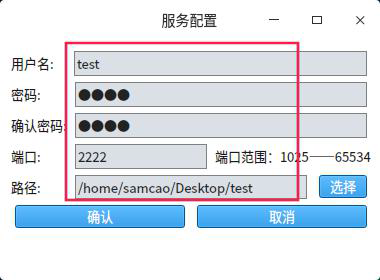 服务配置
用户名: test
密码: ●●●●
确认密码: ●●●●
端口: 2222 端口范围：1025——65534
路径: /home/samcao/Desktop/test 选择
确认 取消